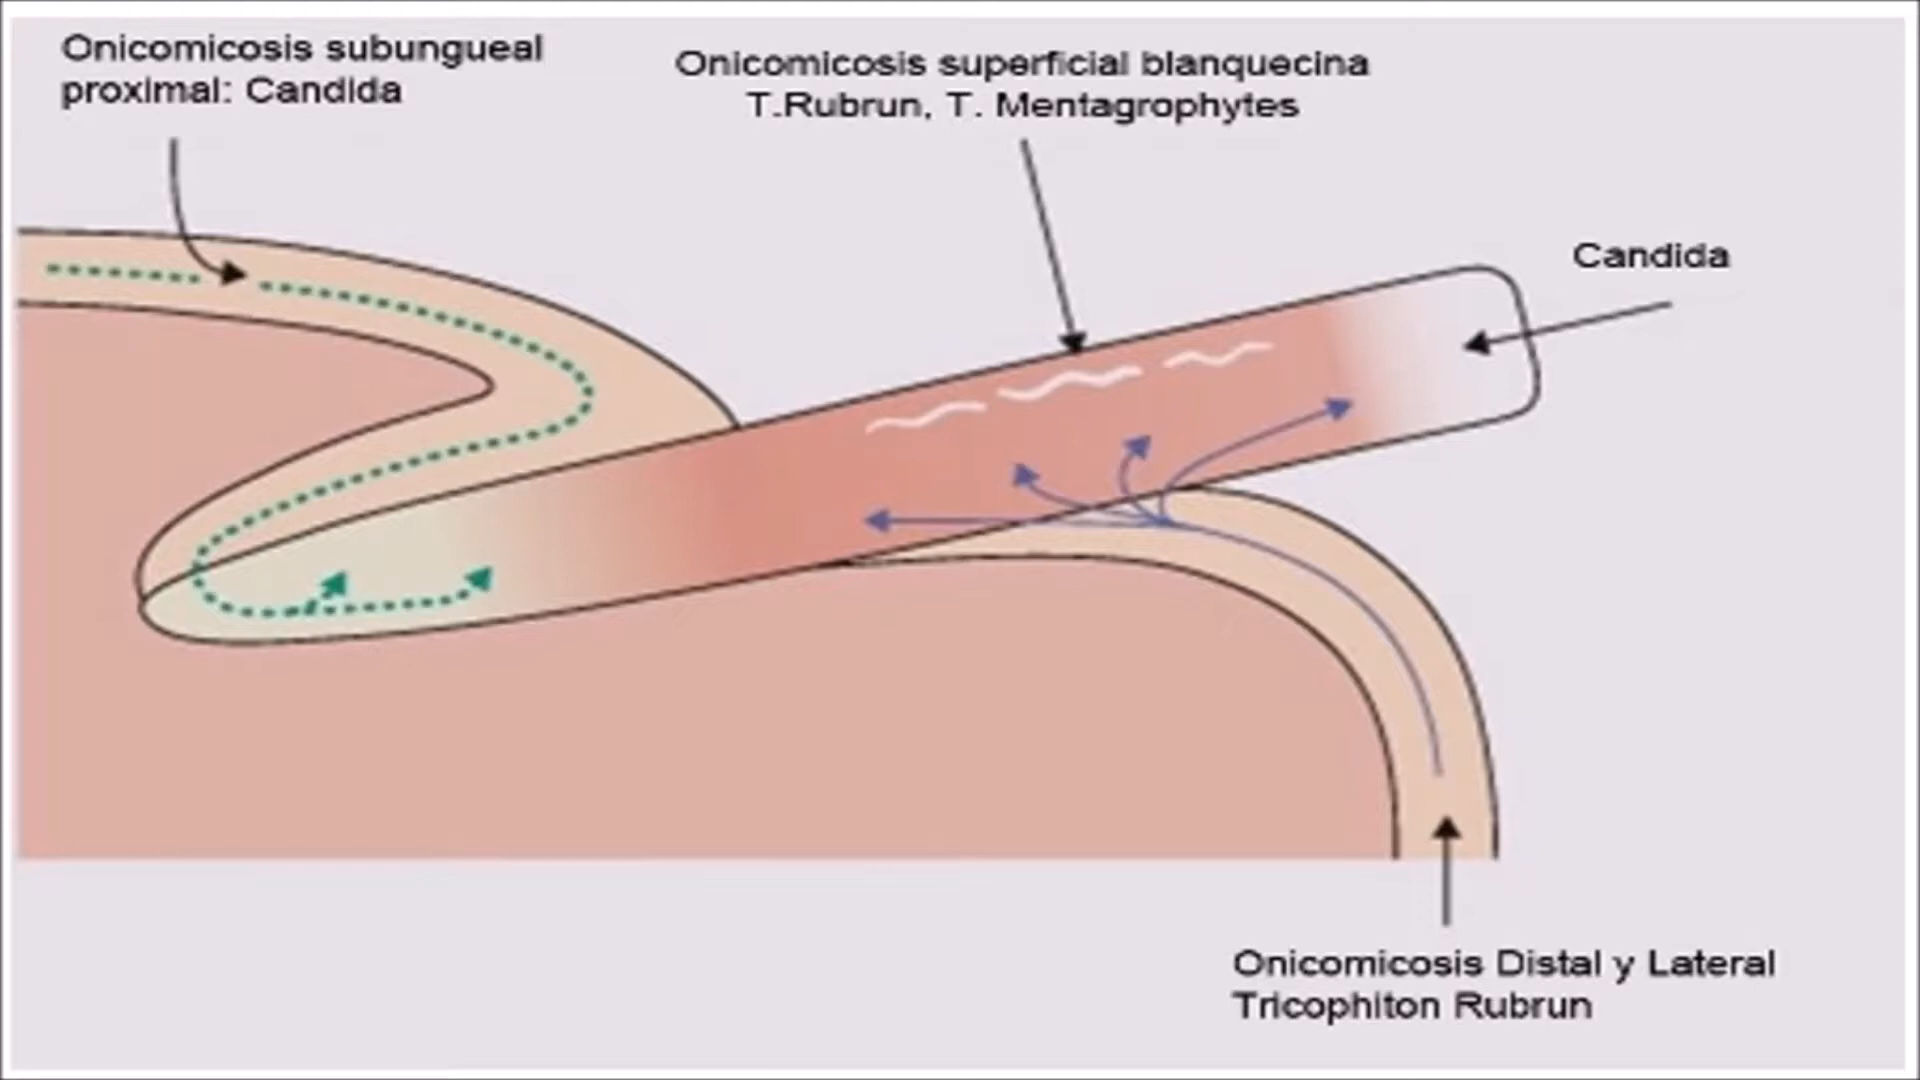 Onicomicosis subungueal
proximal: Candida
Onicomicosis superficial blanquecina
T.Rubrun, T. Mentagrophytes
Candida
Onicomicosis Distal y Lateral
Tricophiton Rubrun